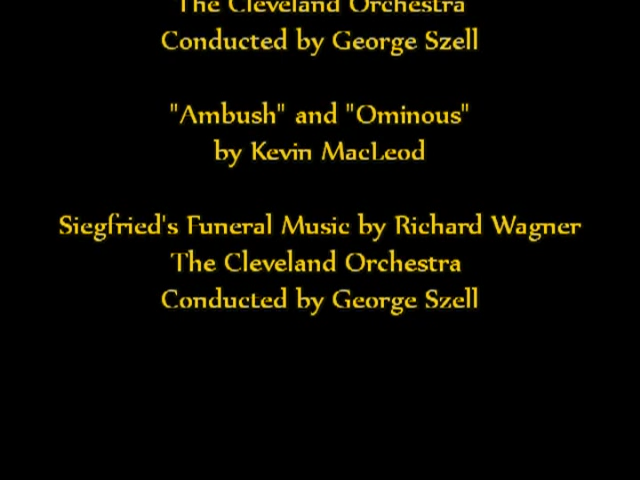 The Cleveland Orchestra
Conducted by George Szell
"Ambush" and "Ominous"
by Kevin MacLeod
Siegfried's Funeral Music by Richard Wagner
The Cleveland Orchestra
Conducted by George Szell